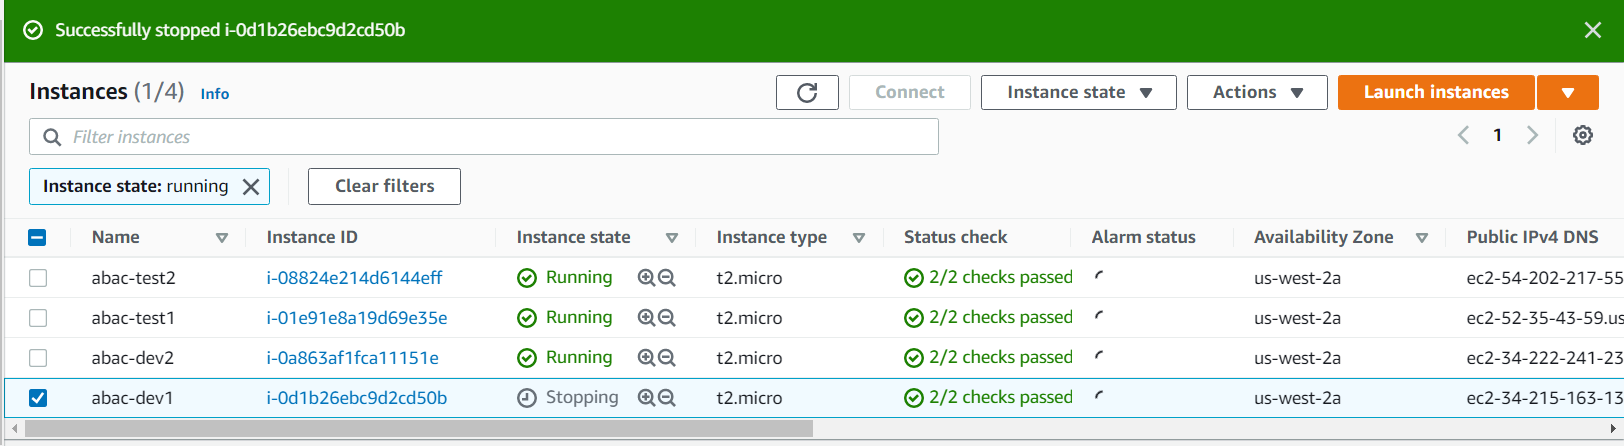 Successfully stopped i-0d1b26ebc9d2cd50b
Instances (1/4) Info
Connect
Instance state
Actions
Launch instances
Filter instances
1
Instance state: running
Clear filters
Name Instance ID Instance state Instance type Status check Alarm status Availability Zone Public IPv4 DNS
abac-test2 i-08824e214d6144eff Running t2.micro 2/2 checks passed us-west-2a ec2-54-202-217-55
abac-test1 i-01e91e8a19d69e35e Running t2.micro 2/2 checks passed us-west-2a ec2-52-35-43-59.us
abac-dev2 i-0a863af1fca11151e Running t2.micro 2/2 checks passed us-west-2a ec2-34-222-241-23
abac-dev1 i-0d1b26ebc9d2cd50b Stopping t2.micro 2/2 checks passed us-west-2a ec2-34-215-163-13